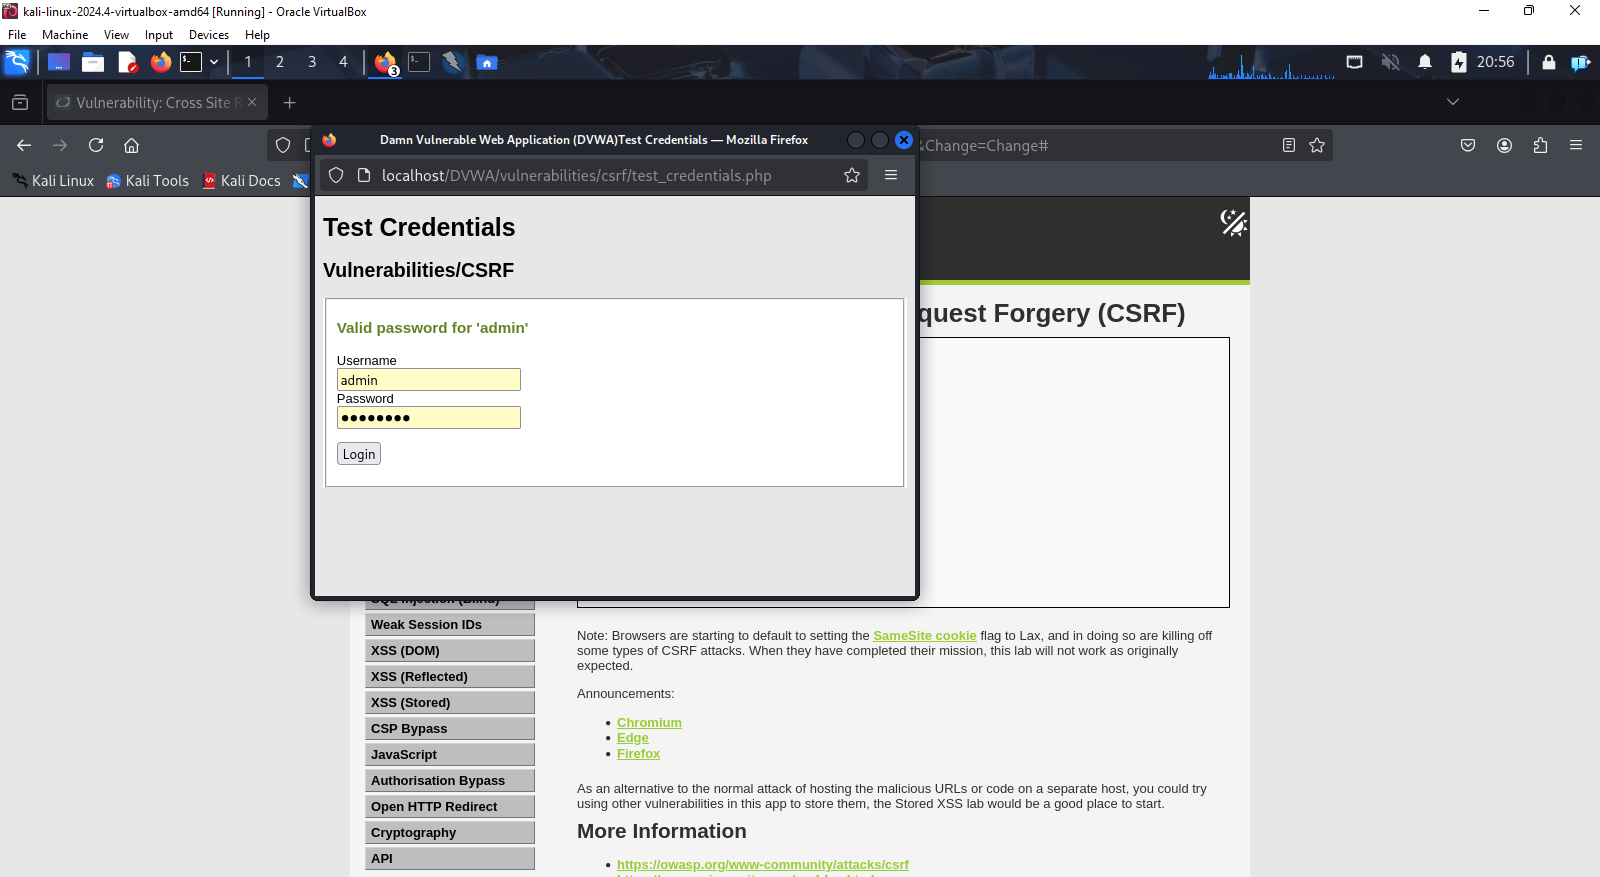 kali-linux-2024.4-virtualbox-amd64 [Running] - Oracle VirtualBox
File Machine View Input Devices Help
1 2 3 4 3 20:56
Vulnerability: Cross Site R
&Change=Change#
Kali Linux Kali Tools Kali Docs
Damn Vulnerable Web Application (DVWA)Test Credentials — Mozilla Firefox
localhost/DVWA/vulnerabilities/csrf/test_credentials.php
Test Credentials
Vulnerabilities/CSRF
Valid password for 'admin'
Username
admin
Password
Login
quest Forgery (CSRF)
SQL Injection (Blind)
Weak Session IDs
XSS (DOM)
XSS (Reflected)
XSS (Stored)
CSP Bypass
JavaScript
Authorisation Bypass
Open HTTP Redirect
Cryptography
API
Note: Browsers are starting to default to setting the SameSite cookie flag to Lax, and in doing so are killing off
some types of CSRF attacks. When they have completed their mission, this lab will not work as originally
expected.
Announcements:
Chromium
Edge
Firefox
As an alternative to the normal attack of hosting the malicious URLs or code on a separate host, you could try
using other vulnerabilities in this app to store them, the Stored XSS lab would be a good place to start.
More Information
https://owasp.org/www-community/attacks/csrf